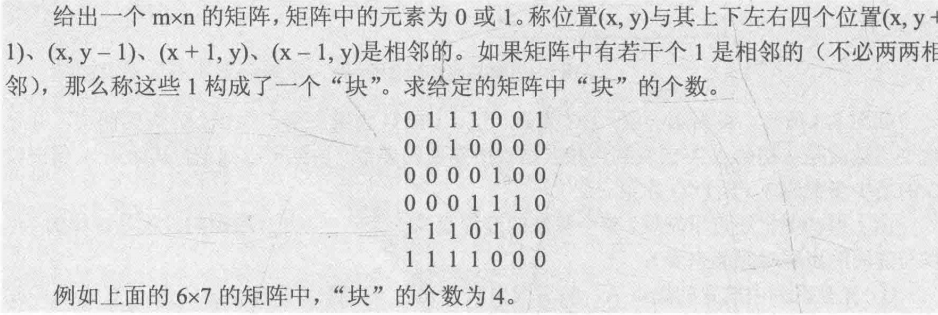 给出一个 m×n 的矩阵，矩阵中的元素为 0 或 1。称位置(x, y)与其上下左右四个位置(x, y +
1)、(x, y – 1)、(x + 1, y)、(x – 1, y)是相邻的。如果矩阵中有若干个 1 是相邻的（不必两两相
邻），那么称这些 1 构成了一个“块”。求给定的矩阵中“块”的个数。
0 1 1 1 0 0 1
0 0 1 0 0 0 0
0 0 0 0 1 0 0
0 0 0 1 1 1 0
1 1 1 0 1 0 0
1 1 1 1 0 0 0
例如上面的 6×7 的矩阵中，“块”的个数为 4。